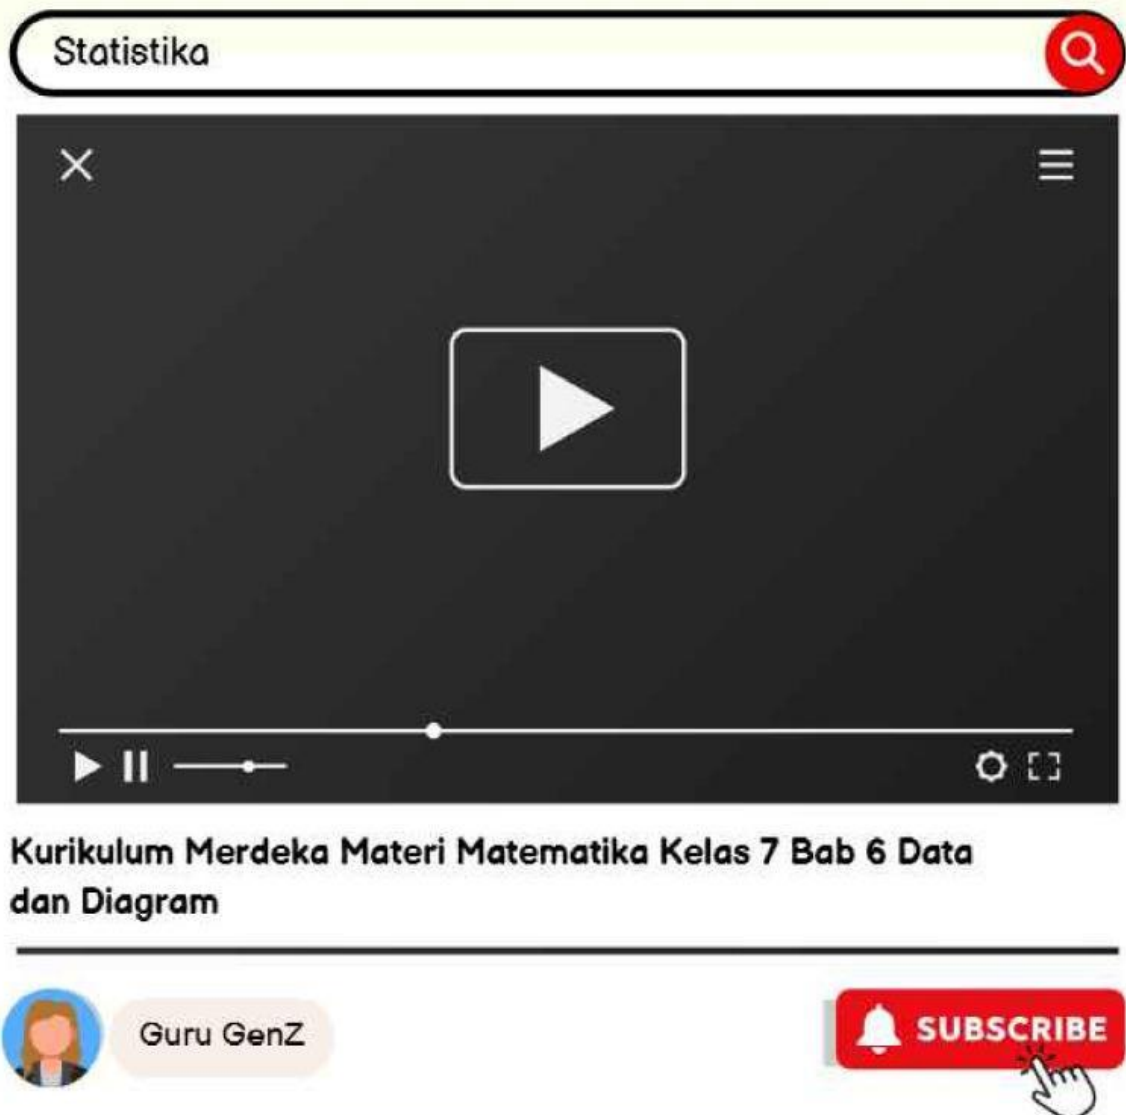 Statistika
Kurikulum Merdeka Materi Matematika Kelas 7 Bab 6 Data
dan Diagram
Guru GenZ
SUBSCRIBE